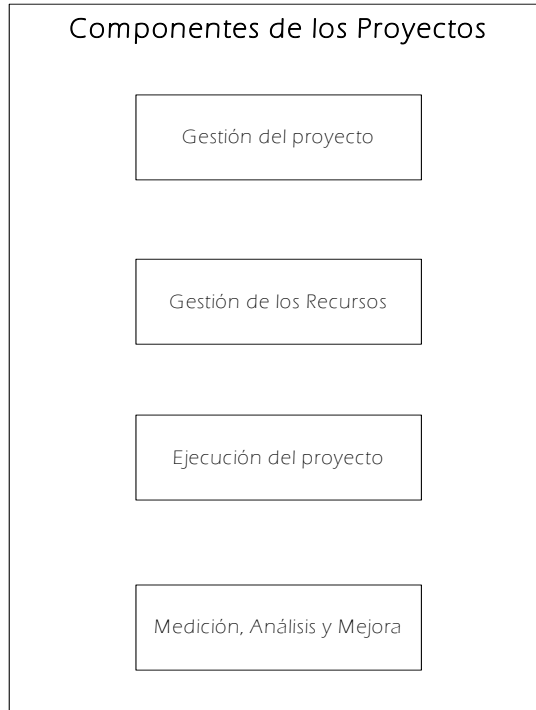 Componentes de los Proyectos
Gestión del proyecto
Gestión de los Recursos
Ejecución del proyecto
Medición, Análisis y Mejora